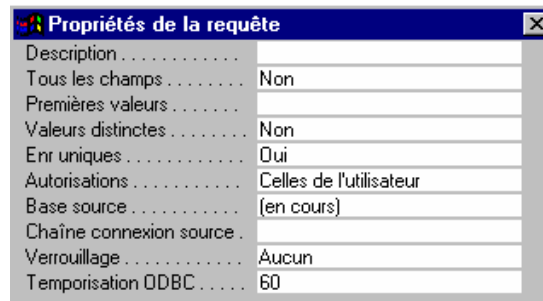 Propriétés de la requête
Description . . . . . . . . . . . .
Tous les champs . . . . . . . . Non
Premières valeurs . . . . . . .
Valeurs distinctes . . . . . . . . Non
Enr uniques . . . . . . . . . . . . Oui
Autorisations . . . . . . . . . . . Celles de l'utilisateur
Base source . . . . . . . . . . . (en cours)
Chaîne connexion source .
Verrouillage . . . . . . . . . . . . Aucun
Temporisation ODBC . . . . . 60